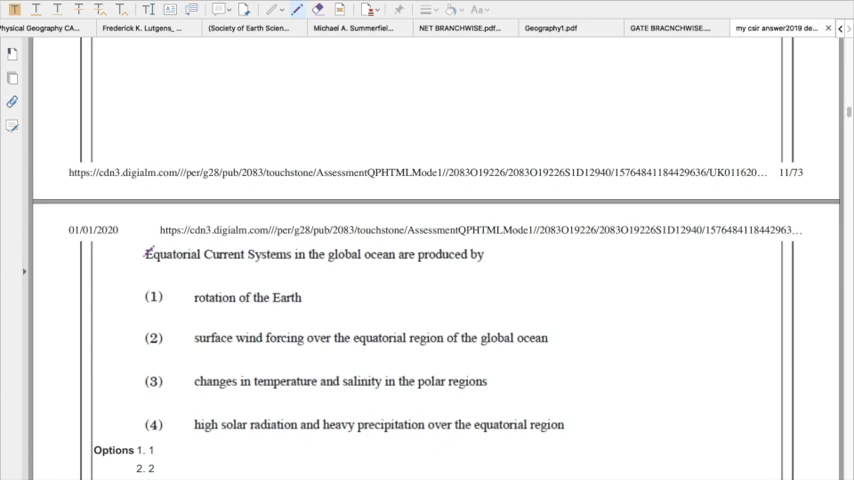 Physical Geography CA...
Frederick K. Lutgens_ ...
(Society of Earth Scien...
Michael A. Summerfiel...
NET BRANCHWISE.pdf...
Geography1.pdf
GATE BRACNCHWISE....
my csir answer2019 de...
https://cdn3.digialm.com///per/g28/pub/2083/touchstone/AssessmentQPHTMLMode1//2083O19226/2083O19226S1D12940/15764841184429636/UK011620... 11/73
01/01/2020 https://cdn3.digialm.com///per/g28/pub/2083/touchstone/AssessmentQPHTMLMode1//2083O19226/2083O19226S1D12940/1576484118442963...
Equatorial Current Systems in the global ocean are produced by
(1) rotation of the Earth
(2) surface wind forcing over the equatorial region of the global ocean
(3) changes in temperature and salinity in the polar regions
(4) high solar radiation and heavy precipitation over the equatorial region
Options 1. 1
2. 2